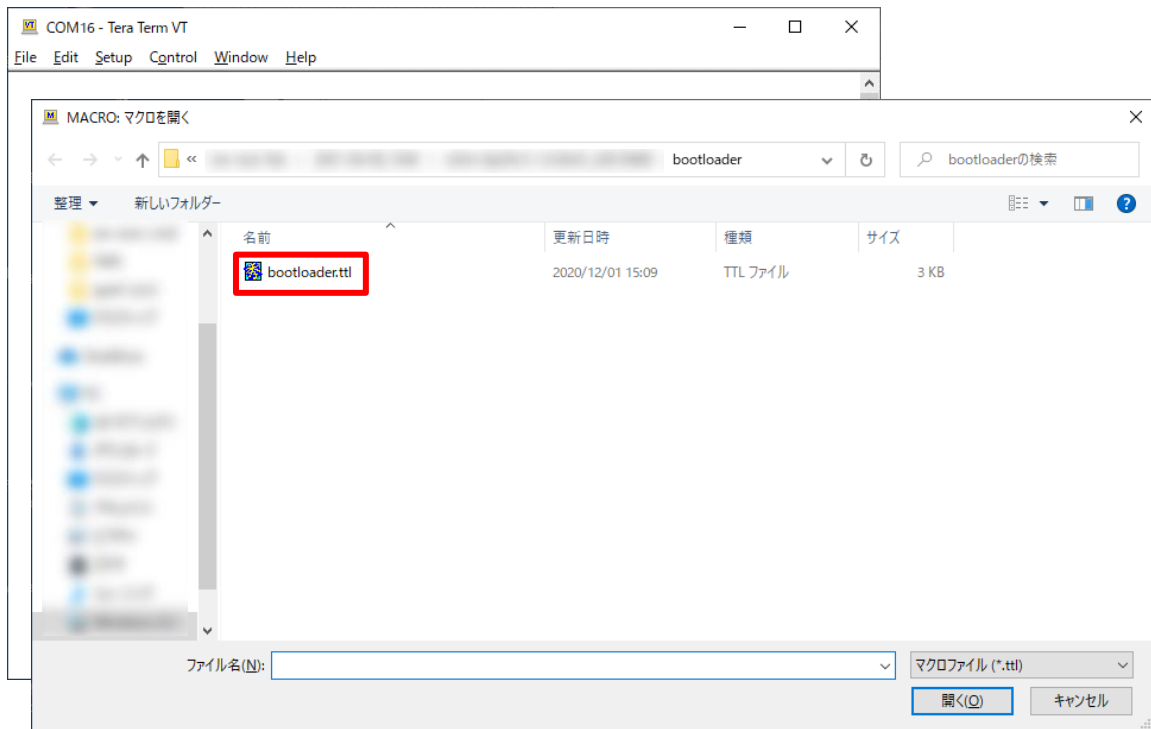 COM16 - Tera Term VT
File Edit Setup Control Window Help
MACRO: マクロを開く
« bootloader bootloaderの検索
整理 新しいフォルダー
名前 更新日時 種類 サイズ
bootloader.ttl 2020/12/01 15:09 TTL ファイル 3 KB
ファイル名(N): マクロファイル (*.ttl)
開く(O) キャンセル